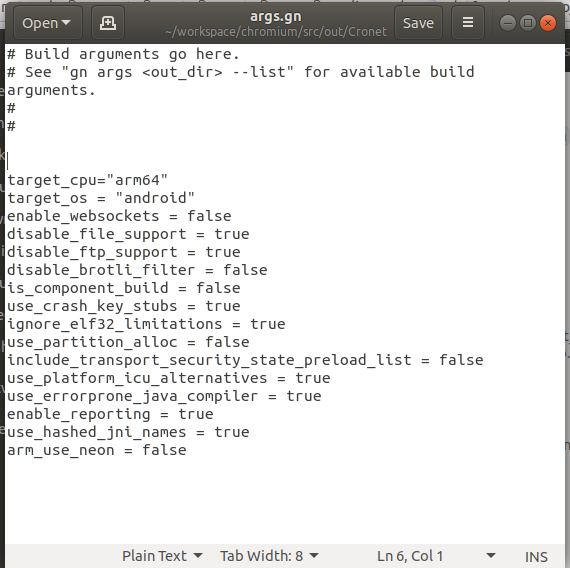 Open
args.gn
~/workspace/chromium/src/out/Cronet
Save
# Build arguments go here.
# See "gn args <out_dir> --list" for available build
arguments.
#
#
target_cpu="arm64"
target_os = "android"
enable_websockets = false
disable_file_support = true
disable_ftp_support = true
disable_brotli_filter = false
is_component_build = false
use_crash_key_stubs = true
ignore_elf32_limitations = true
use_partition_alloc = false
include_transport_security_state_preload_list = false
use_platform_icu_alternatives = true
use_errorprone_java_compiler = true
enable_reporting = true
use_hashed_jni_names = true
arm_use_neon = false
Plain Text Tab Width: 8 Ln 6, Col 1 INS